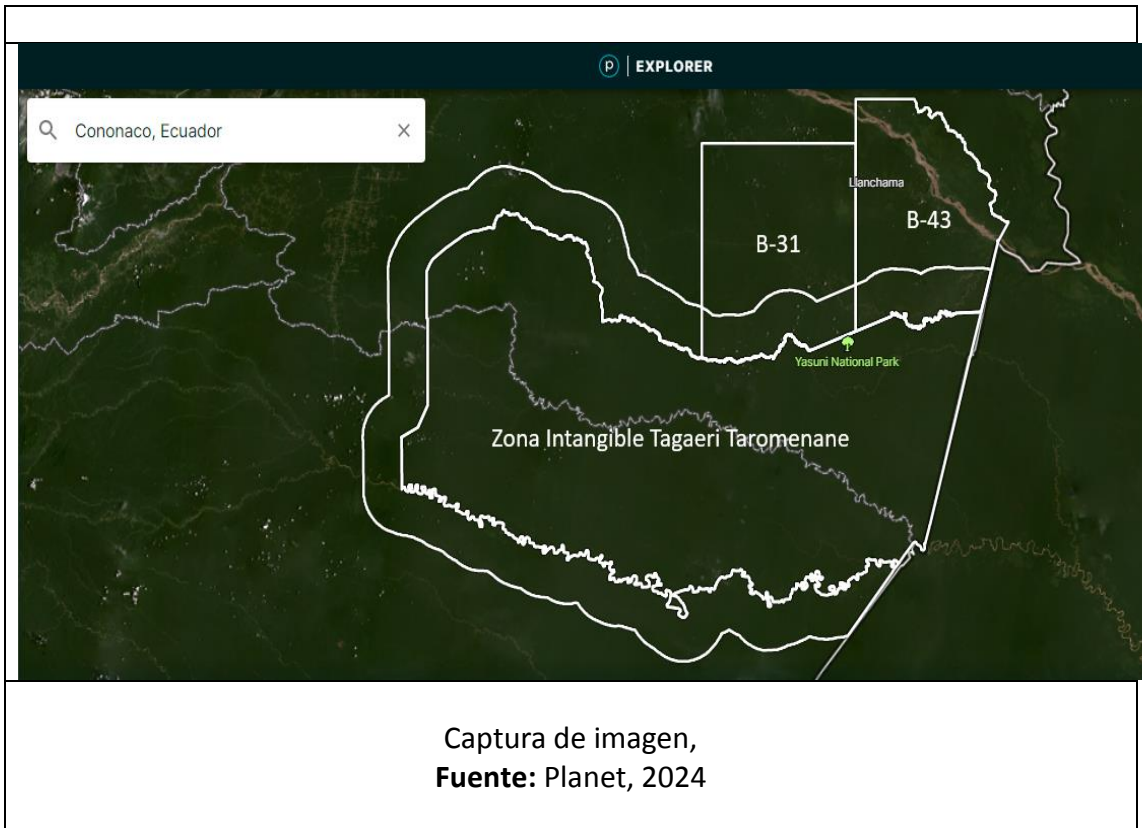 p | EXPLORER
Cononaco, Ecuador
Llanchama
B-43
B-31
Yasuni National Park
Zona Intangible Tagaeri Taromenane
Captura de imagen,
Fuente: Planet, 2024